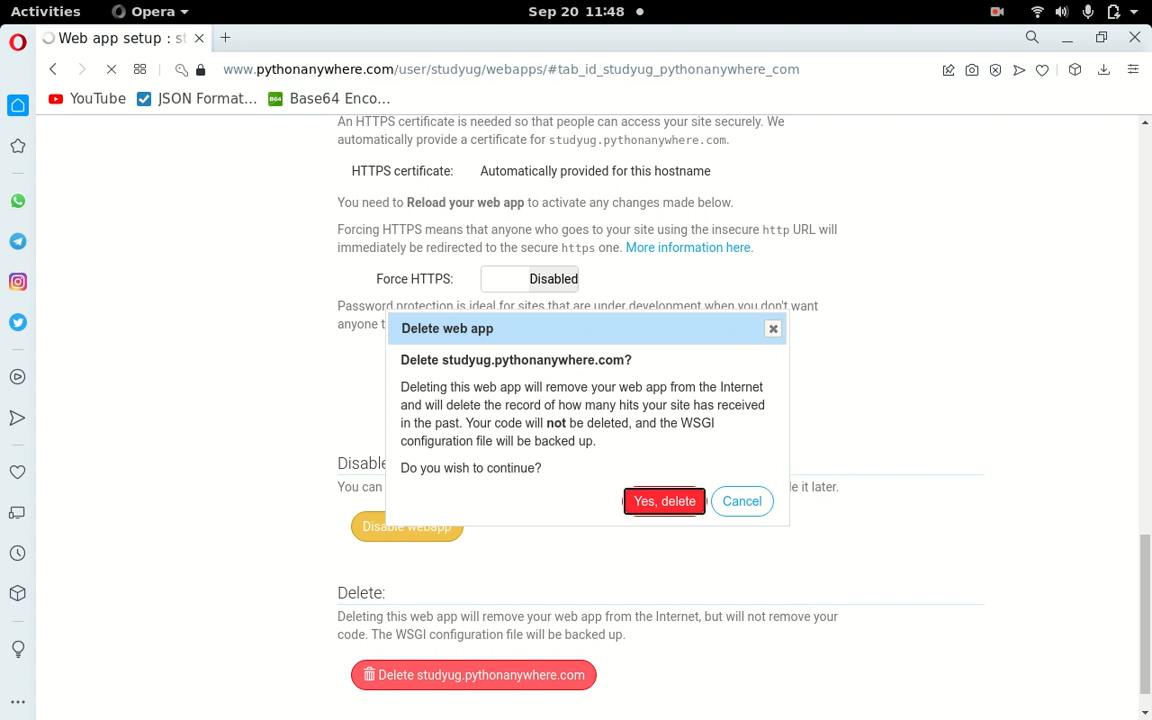 Activities Opera Sep 20 11:48
Web app setup : st
www.pythonanywhere.com/user/studyug/webapps/#tab_id_studyug_pythonanywhere_com
YouTube JSON Format... B64 Base64 Enco...
An HTTPS certificate is needed so that people can access your site securely. We
automatically provide a certificate for studyug.pythonanywhere.com.
HTTPS certificate: Automatically provided for this hostname
You need to Reload your web app to activate any changes made below.
Forcing HTTPS means that anyone who goes to your site using the insecure http URL will
immediately be redirected to the secure https one. More information here.
Force HTTPS: Disabled
Password protection is ideal for sites that are under development when you don't want
anyone t
Delete web app
Delete studyug.pythonanywhere.com?
Deleting this web app will remove your web app from the Internet
and will delete the record of how many hits your site has received
in the past. Your code will not be deleted, and the WSGI
configuration file will be backed up.
Do you wish to continue?
Yes, delete Cancel
Disable
You can le it later.
Disable webapp
Delete:
Deleting this web app will remove your web app from the Internet, but will not remove your
code. The WSGI configuration file will be backed up.
Delete studyug.pythonanywhere.com